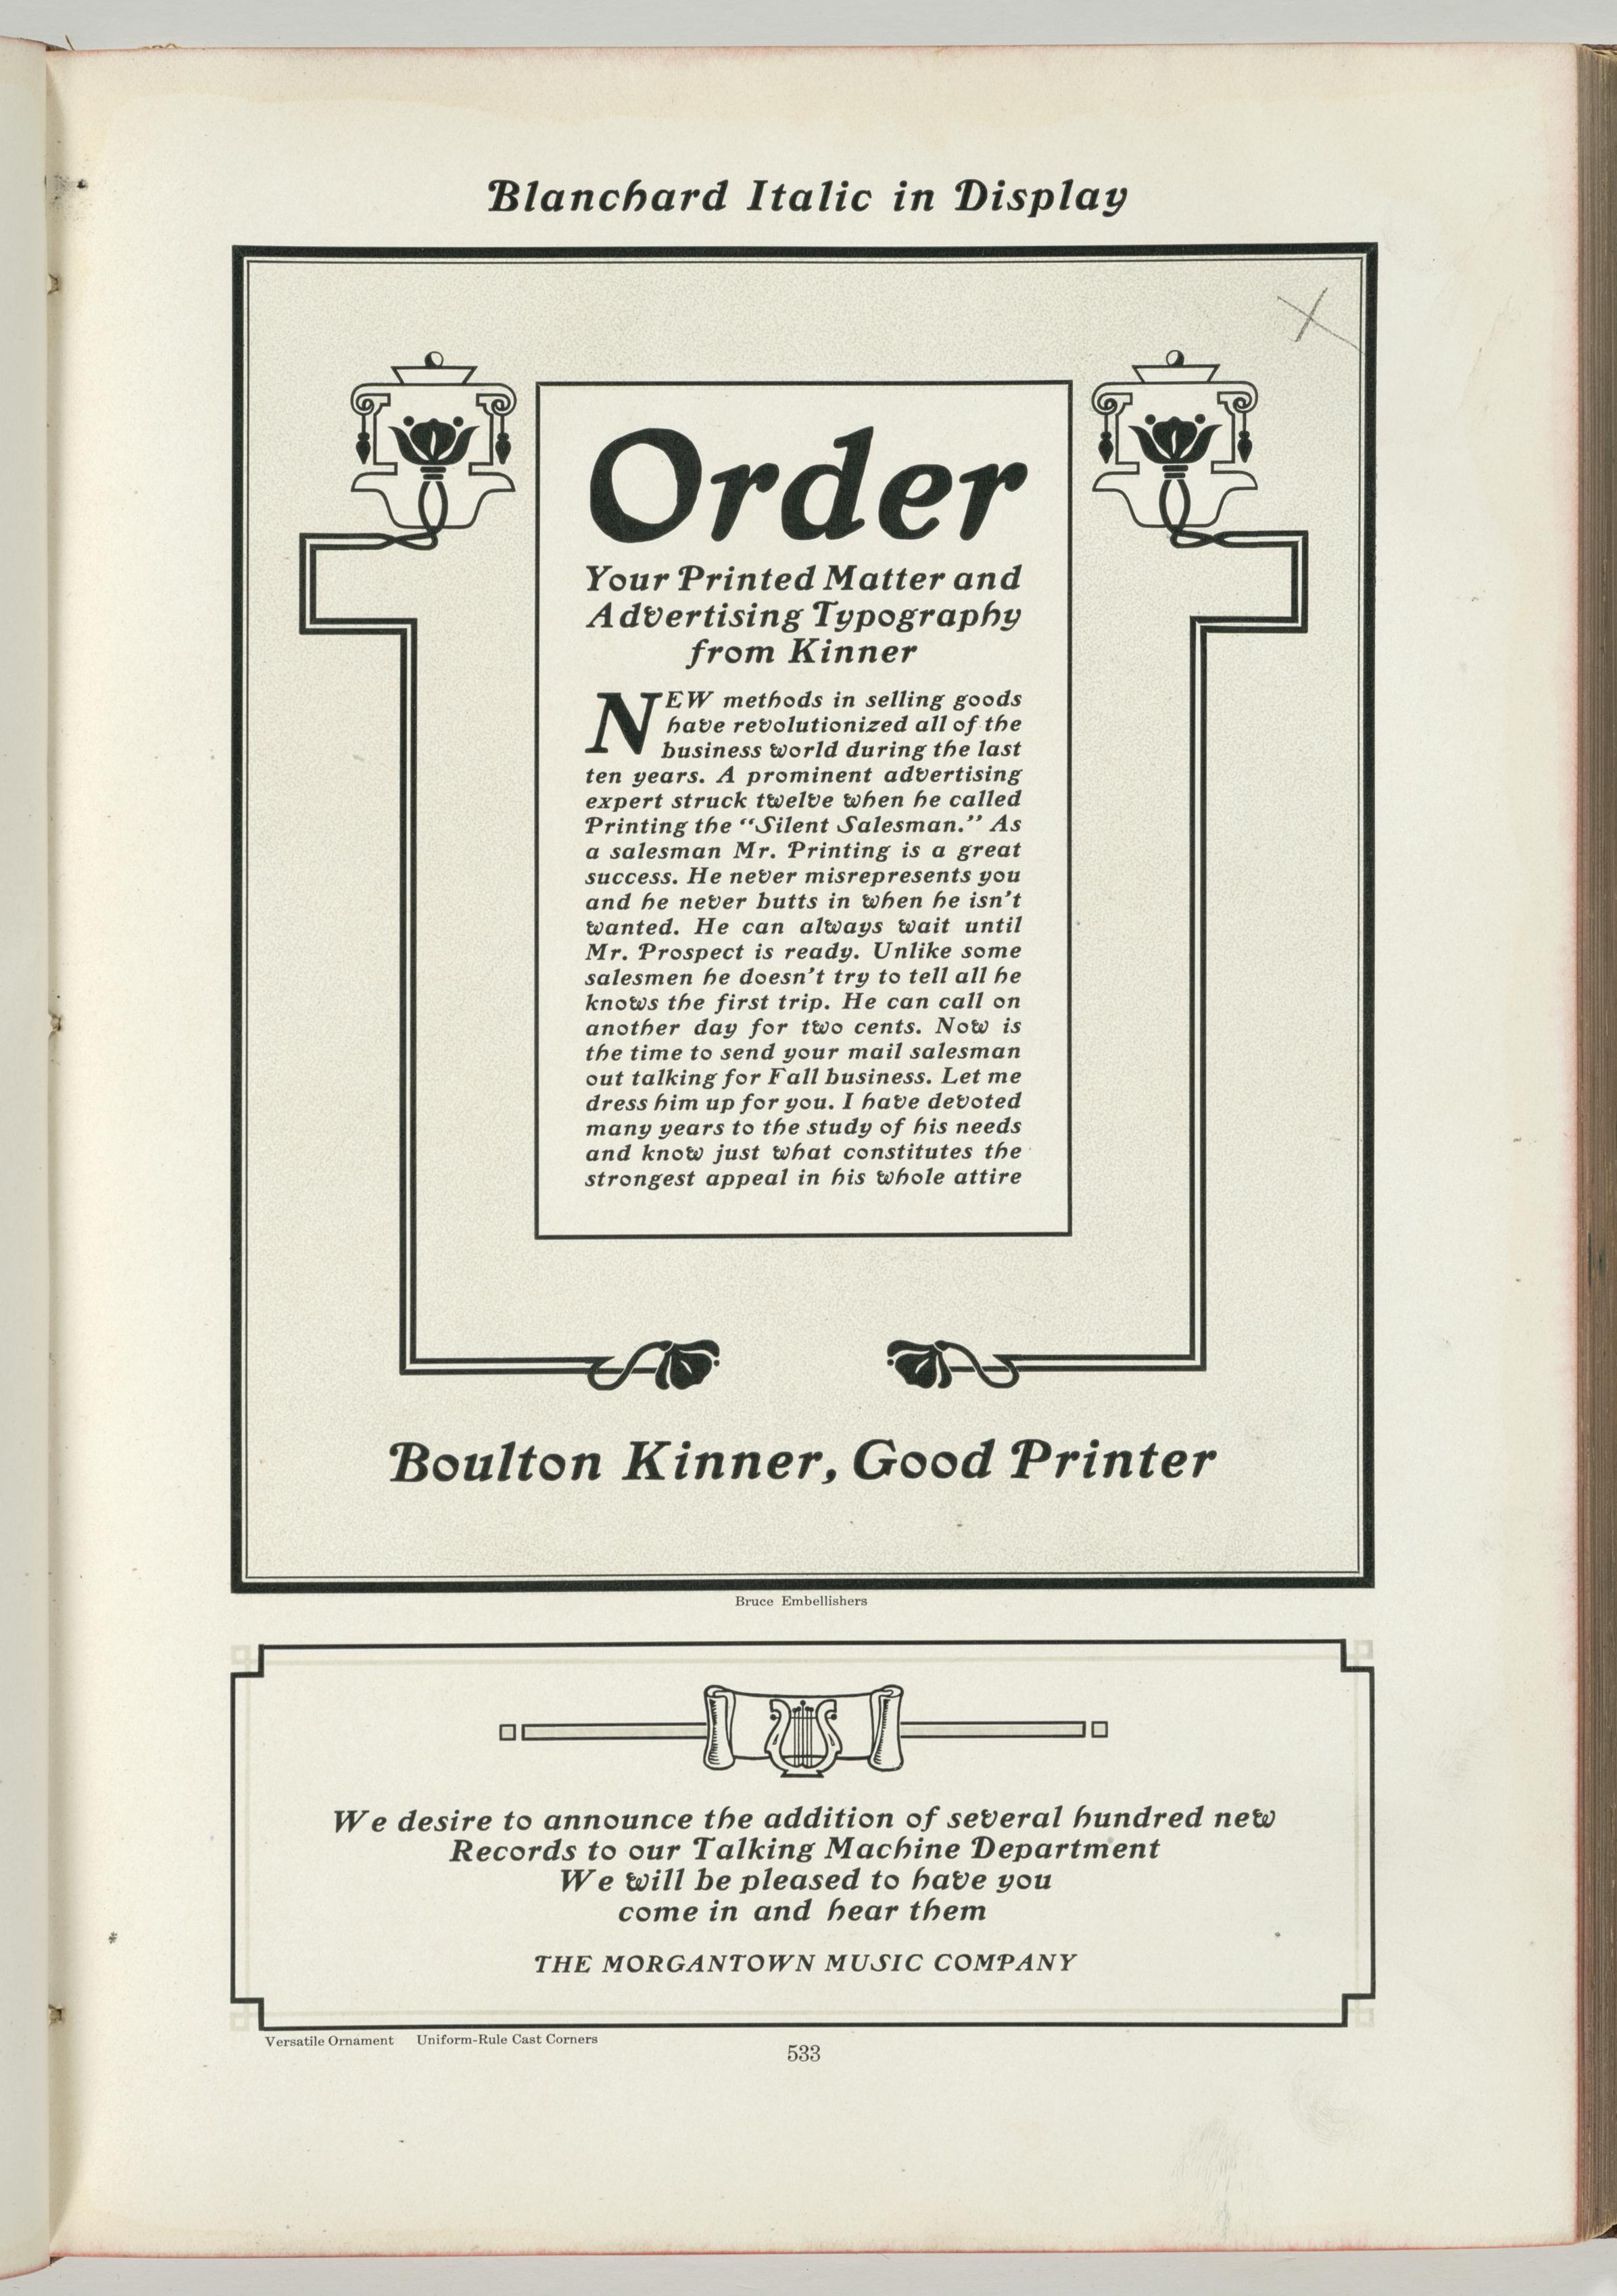 Blanchard Italic in Display
Order
Your Printed Matter and
Advertising Typography
from Kinner
NEW methods in selling goods
have revolutionized all of the
business world during the last
ten years. A prominent advertising
expert struck twelve when he called
Printing the “Silent Salesman.” As
a salesman Mr. Printing is a great
success. He never misrepresents you
and he never butts in when he isn’t
wanted. He can always wait until
Mr. Prospect is ready. Unlike some
salesmen he doesn’t try to tell all he
knows the first trip. He can call on
another day for two cents. Now is
the time to send your mail salesman
out talking for Fall business. Let me
dress him up for you. I have devoted
many years to the study of his needs
and know just what constitutes the
strongest appeal in his whole attire
Boulton Kinner, Good Printer
Bruce Embellishers
We desire to announce the addition of several hundred new
Records to our Talking Machine Department
We will be pleased to have you
come in and hear them
THE MORGANTOWN MUSIC COMPANY
Versatile Ornament Uniform-Rule Cast Corners
533